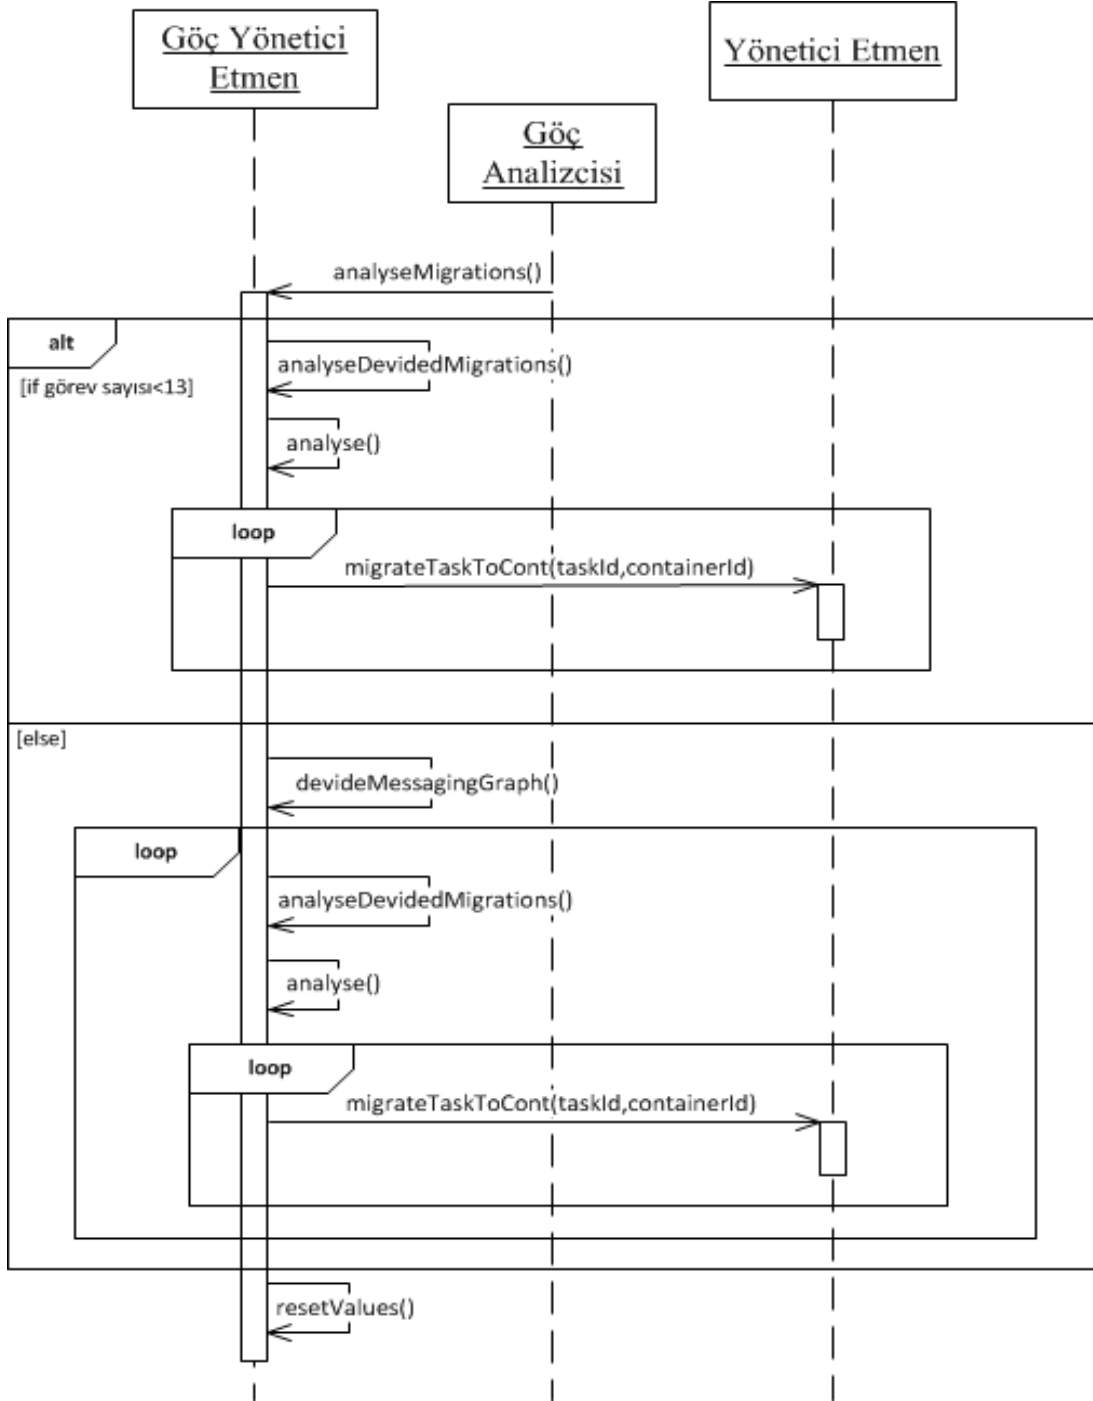 Göç Yönetici
Etmen
Yönetici Etmen
Göç
Analizcisi
analyseMigrations()
alt
analyseDevidedMigrations()
[if görev sayısı<13]
analyse()
loop
migrateTaskToCont(taskId,containerId)
[else]
devideMessagingGraph()
loop
analyseDevidedMigrations()
analyse()
loop
migrateTaskToCont(taskId,containerId)
resetValues()